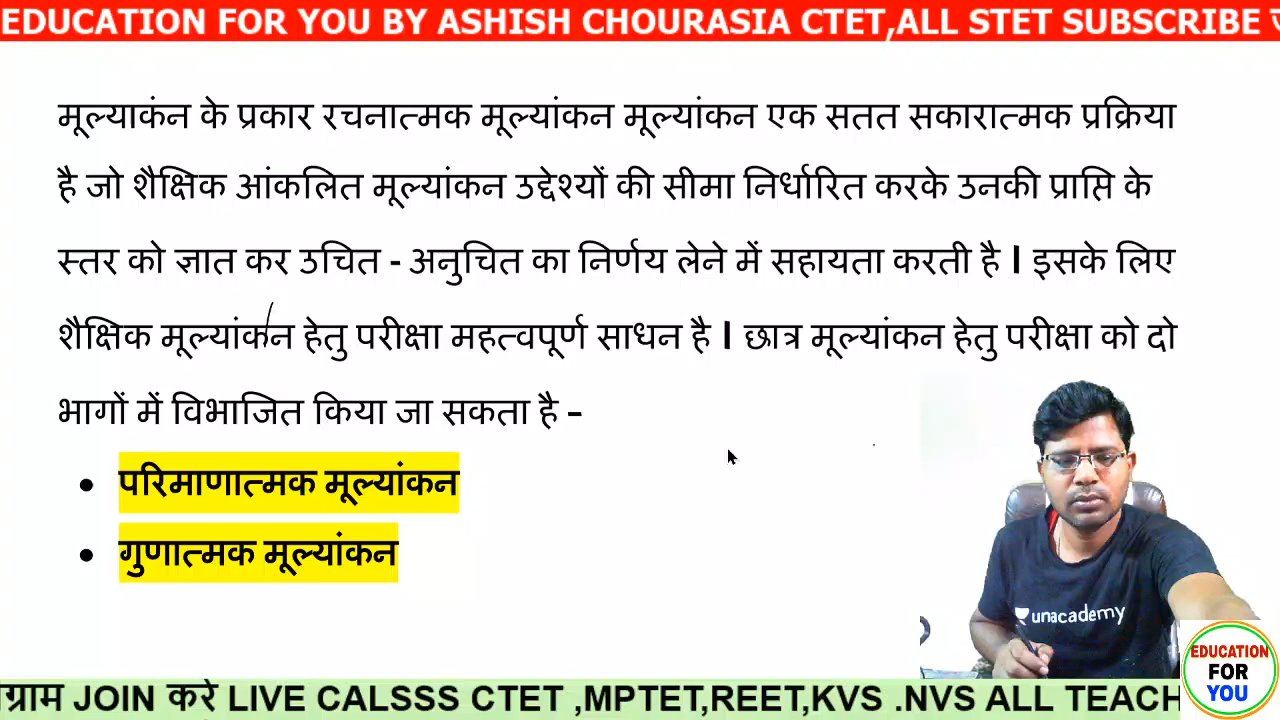 EDUCATION FOR YOU BY ASHISH CHOURASIA CTET,ALL STET SUBSCRIBE
मूल्याकंन के प्रकार रचनात्मक मूल्यांकन मूल्यांकन एक सतत सकारात्मक प्रक्रिया
है जो शैक्षिक आंकलित मूल्यांकन उद्देश्यों की सीमा निर्धारित करके उनकी प्राप्ति के
स्तर को ज्ञात कर उचित - अनुचित का निर्णय लेने में सहायता करती है l इसके लिए
शैक्षिक मूल्यांकन हेतु परीक्षा महत्वपूर्ण साधन है l छात्र मूल्यांकन हेतु परीक्षा को दो
भागों में विभाजित किया जा सकता है –
• परिमाणात्मक मूल्यांकन
• गुणात्मक मूल्यांकन
unacademy
EDUCATION
FOR
YOU
ग्राम JOIN करे LIVE CALSSS CTET ,MPTET,REET,KVS .NVS ALL TEACH